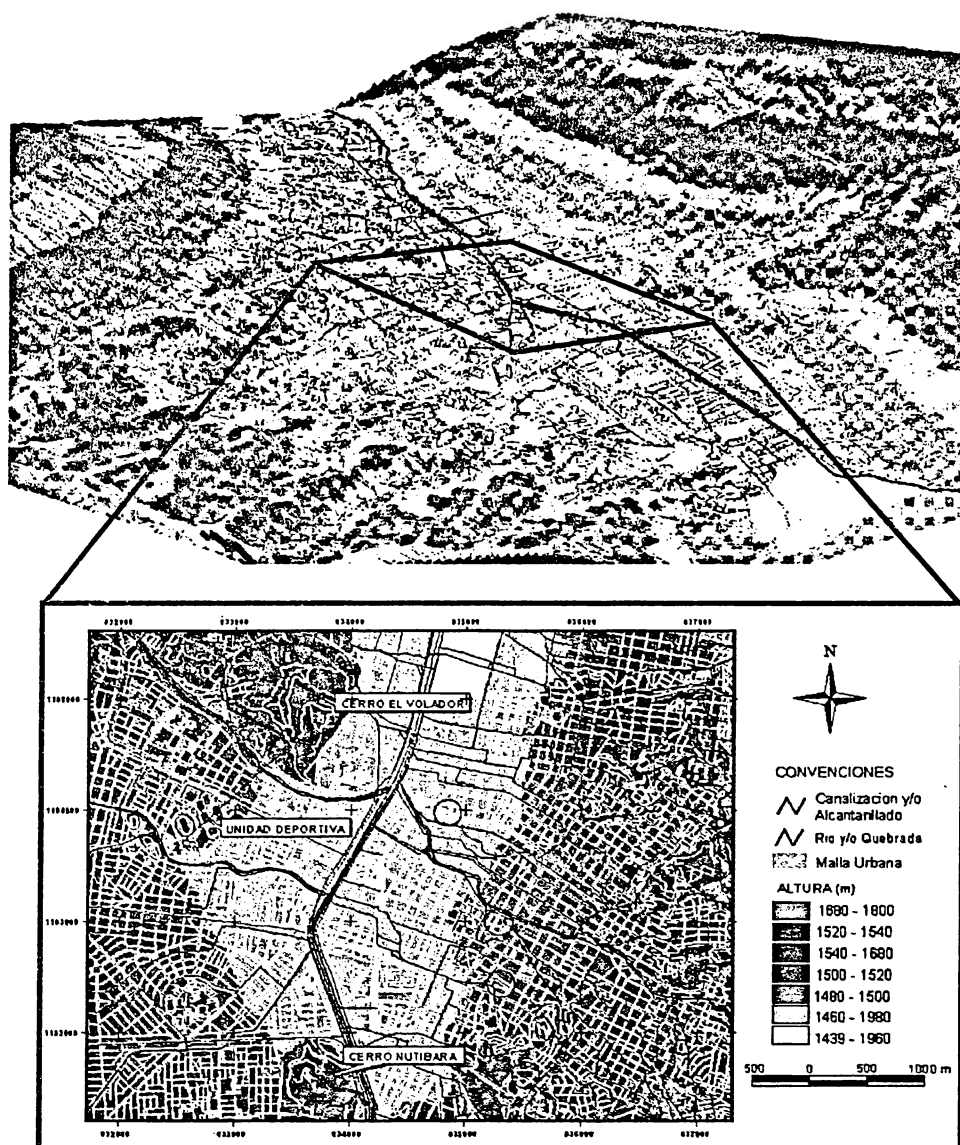 CERRO EL VOLADOR
UNIDAD DEPORTIVA
CERRO NUTIBARA
N
CONVENCIONES
Canalizacion y/o
Alcantarillado
Rio y/o Quebrada
Malla Urbana
ALTURA (m)
1680 - 1800
1520 - 1540
1540 - 1680
1500 - 1520
1480 - 1500
1460 - 1980
1439 - 1960
500 0 500 1000 m